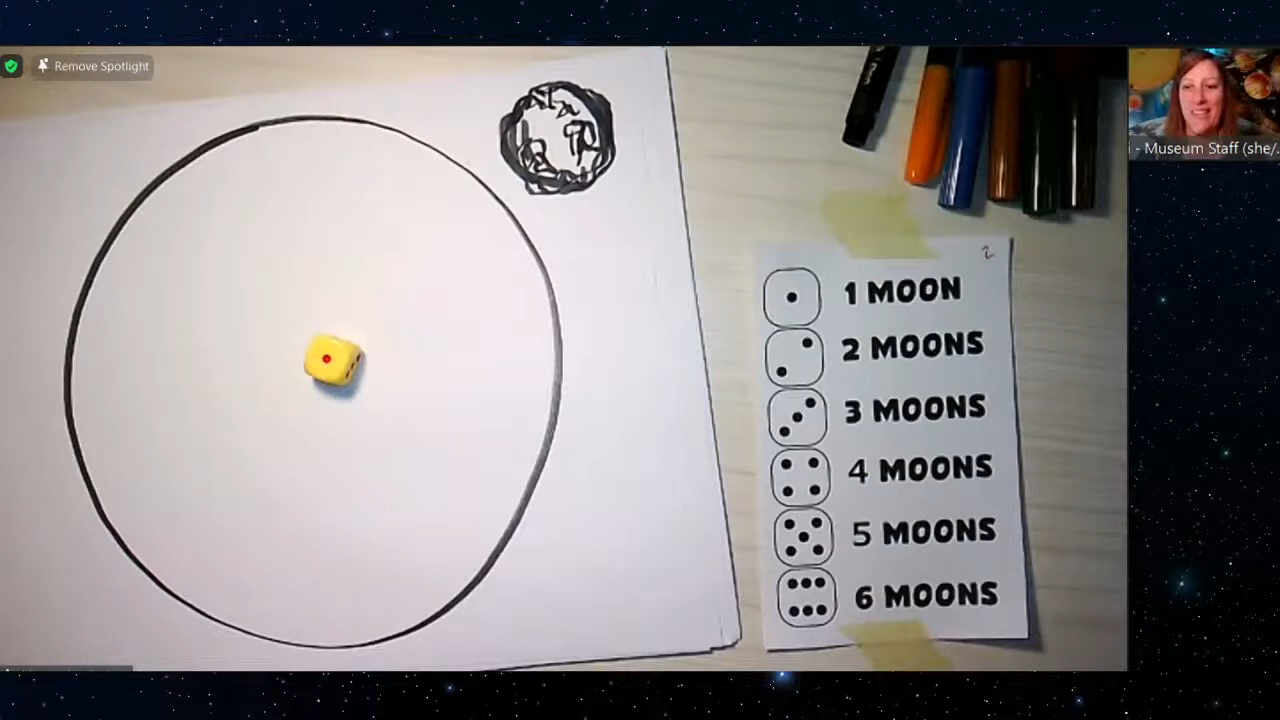 Remove Spotlight
i - Museum Staff (she/.
2
1 MOON
2 MOONS
3 MOONS
4 MOONS
5 MOONS
6 MOONS